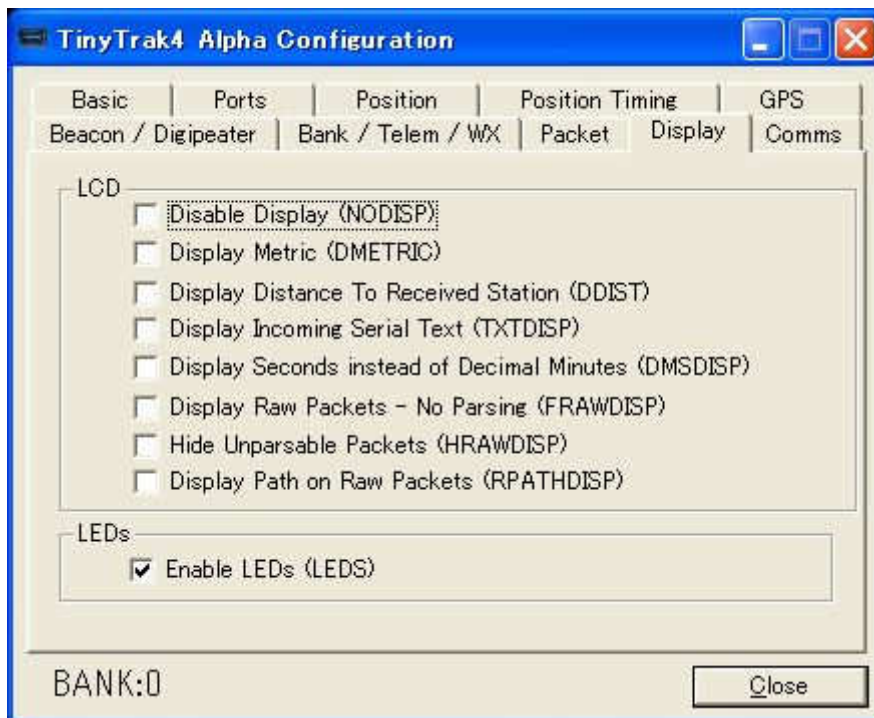 TinyTrak4 Alpha Configuration
Basic
Ports
Position
Position Timing
GPS
Beacon / Digipeater
Bank / Telem / WX
Packet
Display
Comms
LCD
Disable Display (NODISP)
Display Metric (DMETRIC)
Display Distance To Received Station (DDIST)
Display Incoming Serial Text (TXTDISP)
Display Seconds instead of Decimal Minutes (DMSDISP)
Display Raw Packets - No Parsing (FRAWDISP)
Hide Unparsable Packets (HRAWDISP)
Display Path on Raw Packets (RPATHDISP)
LEDs
Enable LEDs (LEDS)
BANK:0
Close